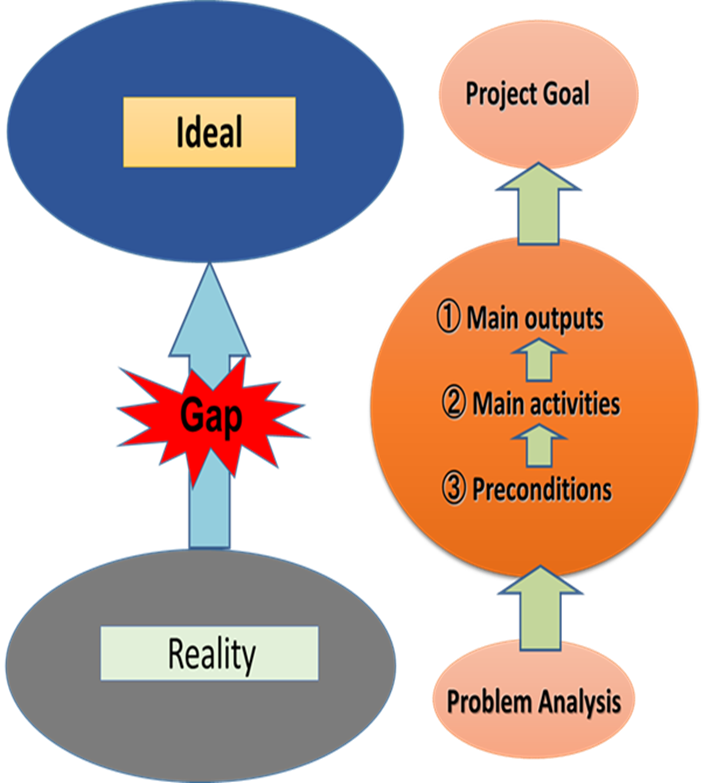 Ideal
Gap
Reality
Project Goal
① Main outputs
② Main activities
③ Preconditions
Problem Analysis